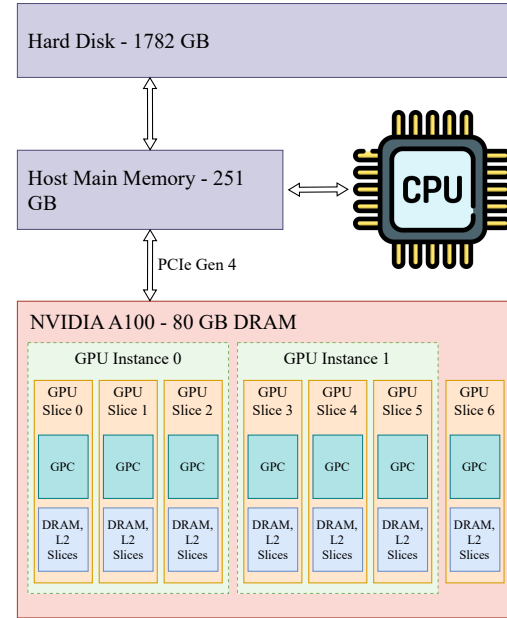 Hard Disk - 1782 GB
Host Main Memory - 251
GB
CPU
PCIe Gen 4
NVIDIA A100 - 80 GB DRAM
GPU Instance 0
GPU Instance 1
GPU
Slice 0
GPU
Slice 1
GPU
Slice 2
GPU
Slice 3
GPU
Slice 4
GPU
Slice 5
GPU
Slice 6
GPC
GPC
GPC
GPC
GPC
GPC
GPC
DRAM,
L2
Slices
DRAM,
L2
Slices
DRAM,
L2
Slices
DRAM,
L2
Slices
DRAM,
L2
Slices
DRAM,
L2
Slices
DRAM,
L2
Slices